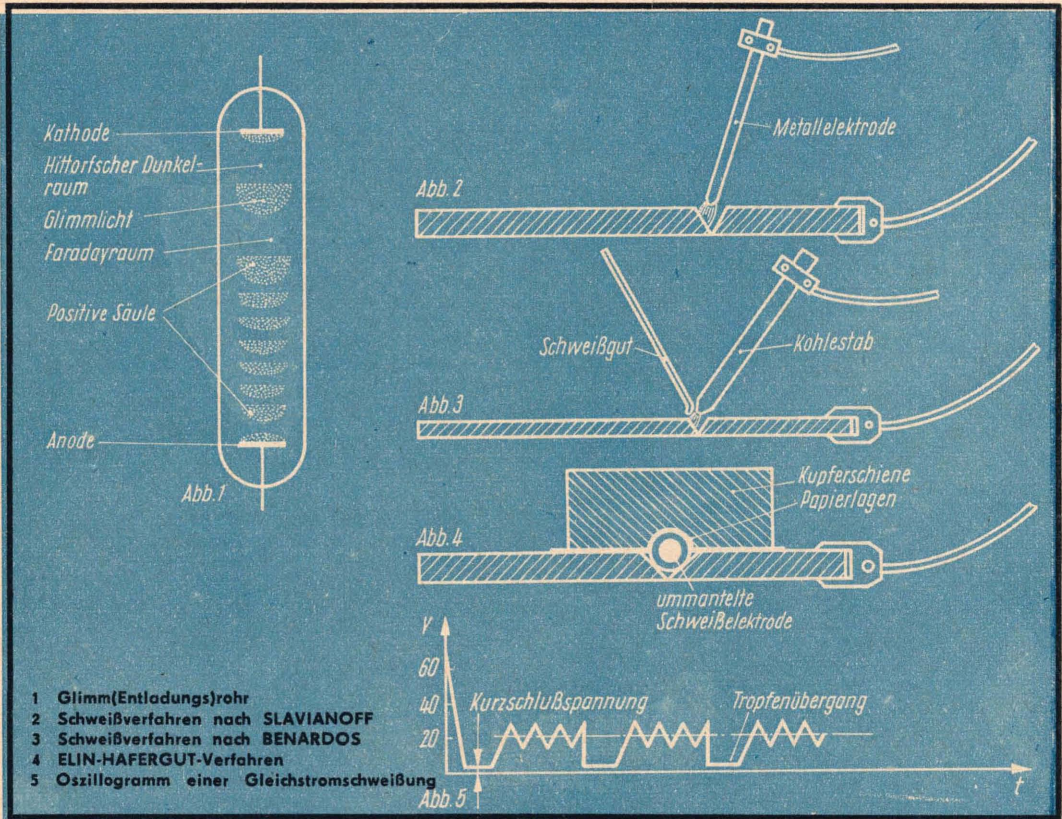 Kathode
Hittorfscher Dunkel-
raum
Glimmlicht
Faradayraum
Positive Säule
Anode
Abb.1
Metallelektrode
Abb. 2
Schweißgut
Kohlestab
Abb. 3
Kupferschiene
Papierlagen
Abb. 4
ummantelte
Schweißelektrode
V
60
40
20
Kurzschlußspannung
Tropfenübergang
t
Abb. 5
1 Glimm(Entladungs)rohr
2 Schweißverfahren nach SLAVIANOFF
3 Schweißverfahren nach BENARDOS
4 ELIN-HAFERGUT-Verfahren
5 Oszillogramm einer Gleichstromschweißung